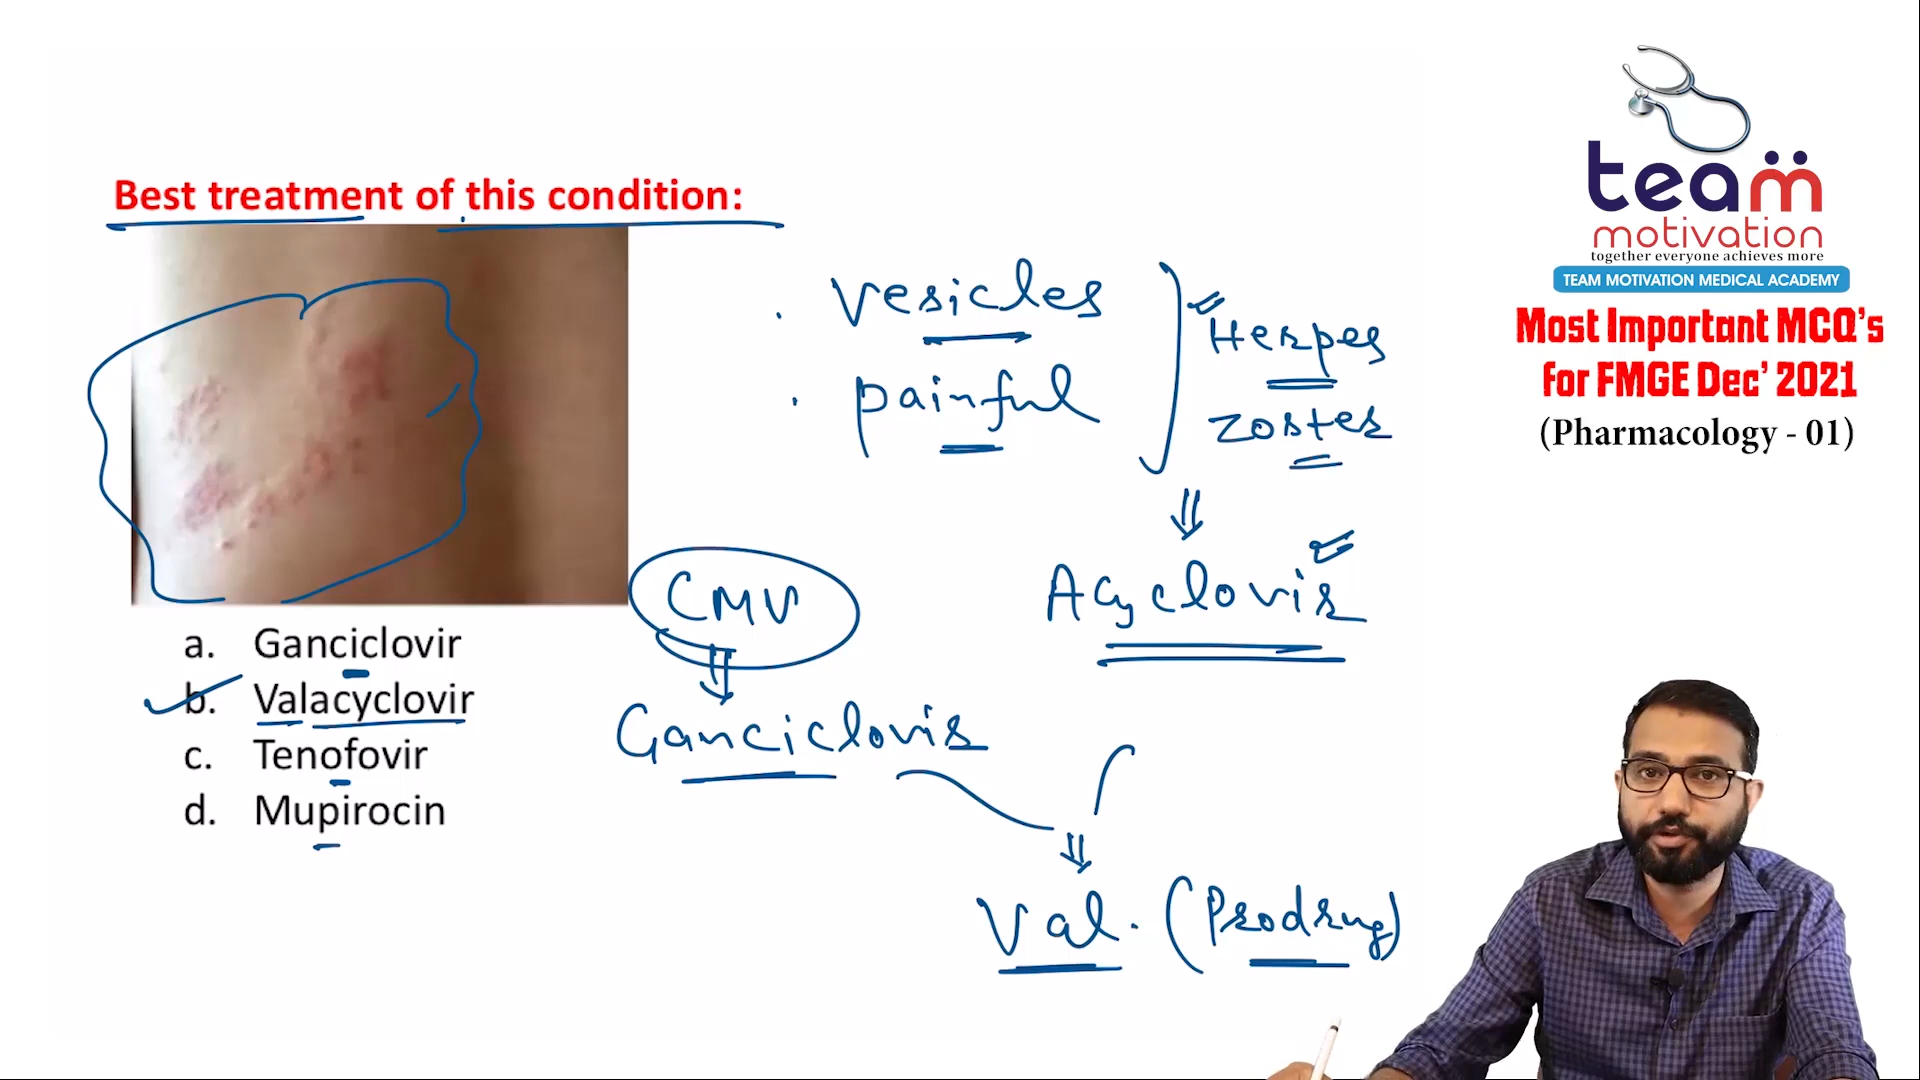 Best treatment of this condition:
a. Ganciclovir
b. Valacyclovir
c. Tenofovir
d. Mupirocin
vesicles
painful
Herpes
zoster
Acyclovir
CMV
Ganciclovir
Val. (Prodrug)
team
motivation
together everyone achieves more
TEAM MOTIVATION MEDICAL ACADEMY
Most Important MCQ's
for FMGE Dec' 2021
(Pharmacology - 01)